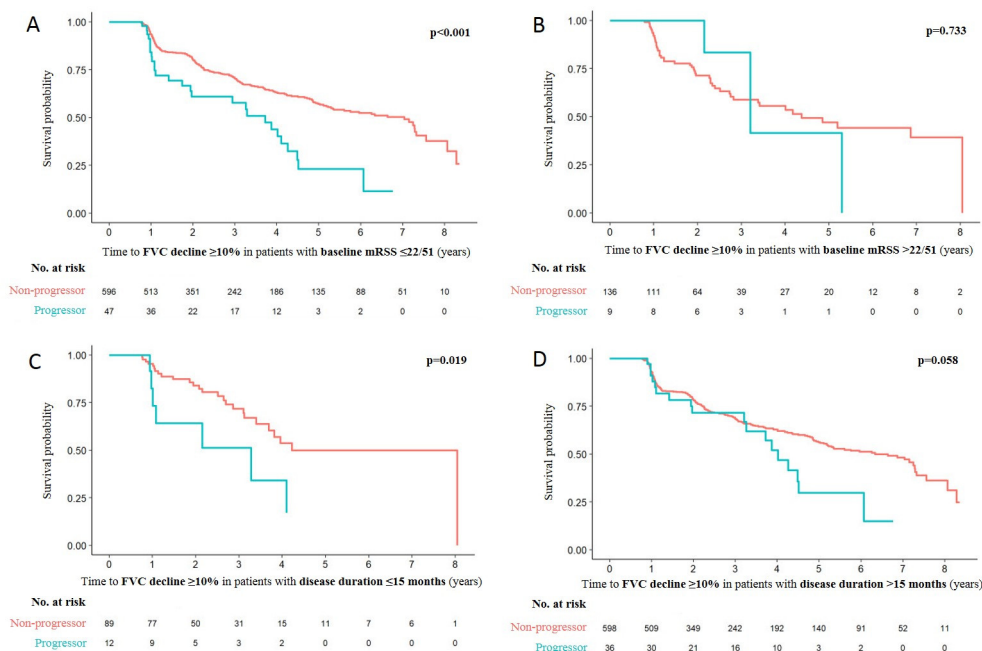 A
p<0.001
Survival probability
1.00
0.75
0.50
0.25
0.00
0 1 2 3 4 5 6 7 8
Time to FVC decline ≥10% in patients with baseline mRSS ≤22/51 (years)
No. at risk
Non-progressor 596 513 351 242 186 135 88 51 10
Progressor 47 36 22 17 12 3 2 0 0
B
p=0.733
Survival probability
1.00
0.75
0.50
0.25
0.00
0 1 2 3 4 5 6 7 8
Time to FVC decline ≥10% in patients with baseline mRSS >22/51 (years)
No. at risk
Non-progressor 136 111 64 39 27 20 12 8 2
Progressor 9 8 6 3 1 1 0 0 0
C
p=0.019
Survival probability
1.00
0.75
0.50
0.25
0.00
0 1 2 3 4 5 6 7 8
Time to FVC decline ≥10% in patients with disease duration ≤15 months (years)
No. at risk
Non-progressor 89 77 50 31 15 11 7 6 1
Progressor 12 9 5 3 2 0 0 0 0
D
p=0.058
Survival probability
1.00
0.75
0.50
0.25
0.00
0 1 2 3 4 5 6 7 8
Time to FVC decline ≥10% in patients with disease duration >15 months (years)
No. at risk
Non-progressor 598 509 349 242 192 140 91 52 11
Progressor 36 30 21 16 10 3 2 0 0